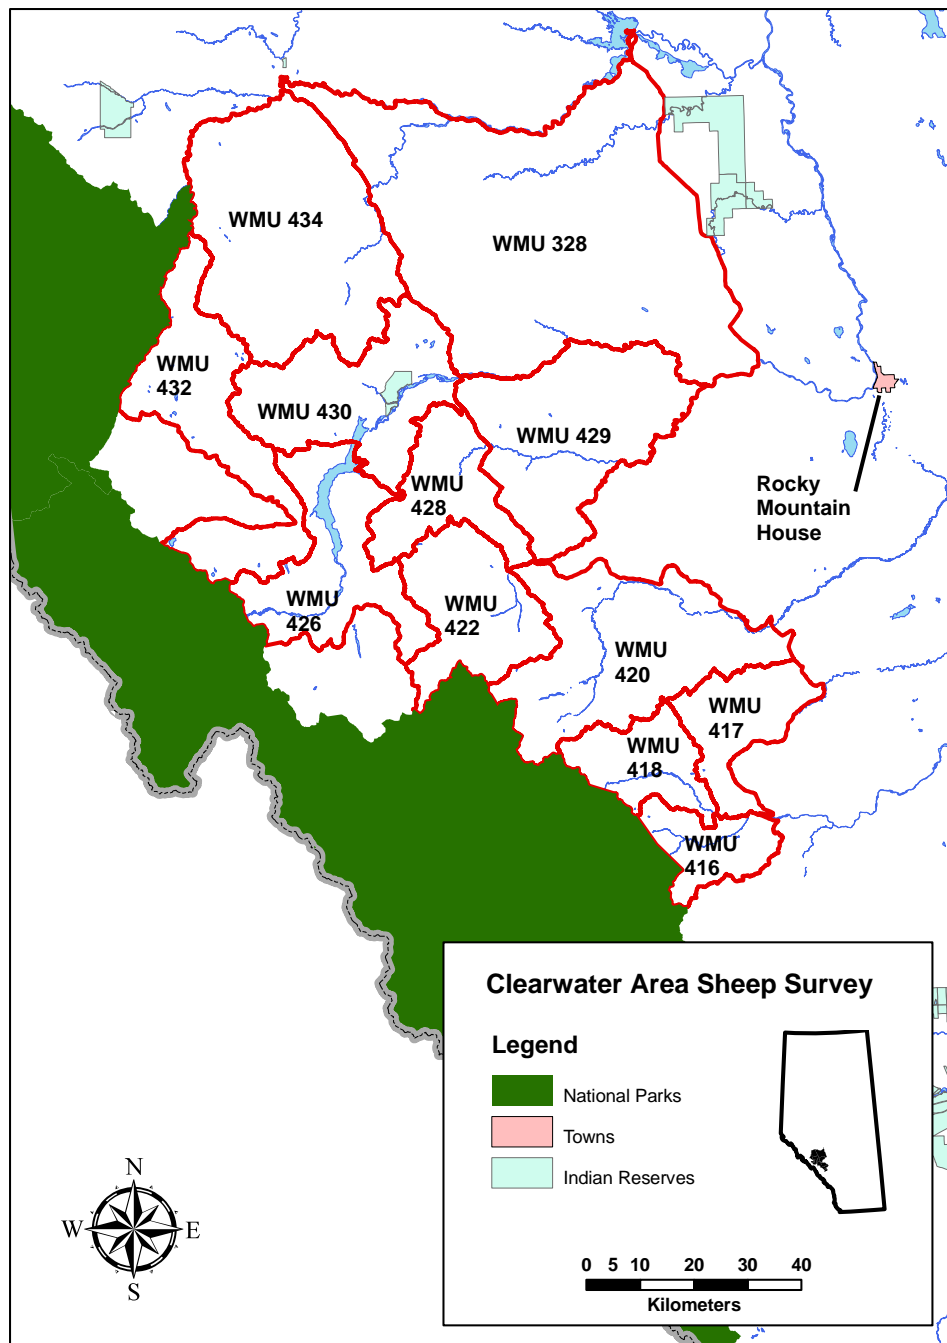 WMU 434
WMU 328
WMU
432
WMU 430
WMU 429
WMU
428
Rocky
Mountain
House
WMU
426
WMU
422
WMU
420
WMU
417
WMU
418
WMU
416
Clearwater Area Sheep Survey
Legend
National Parks
Towns
Indian Reserves
N
W
E
S
0 5 10 20 30 40
Kilometers